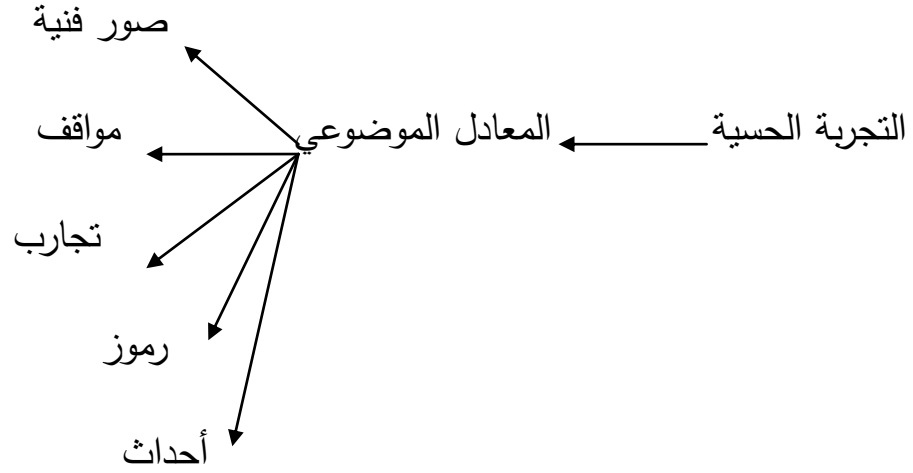 صور فنية
التجربة الحسية المعادل الموضوعي مواقف
تجارب
رموز
أحداث